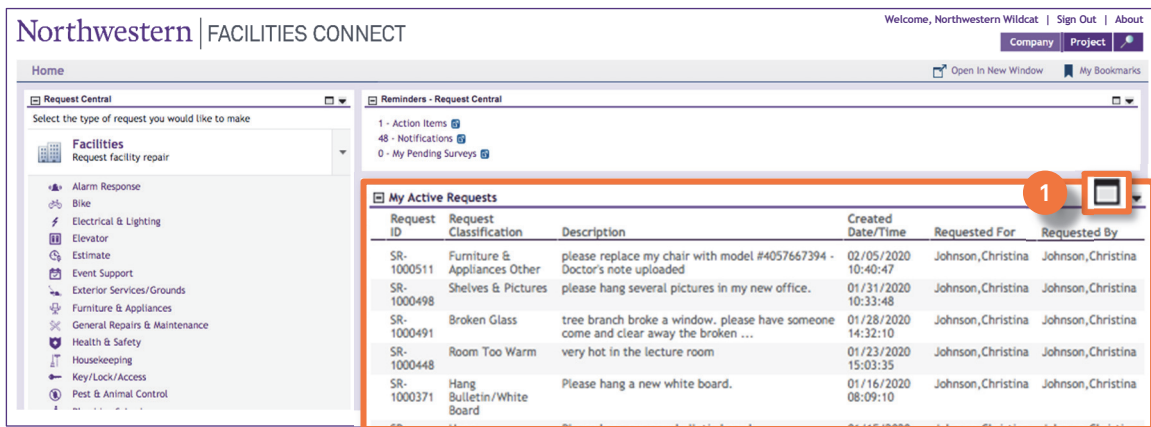 Northwestern | FACILITIES CONNECT
Welcome, Northwestern Wildcat | Sign Out | About
Company Project
Home
Open In New Window My Bookmarks
Request Central
Select the type of request you would like to make
Facilities
Request facility repair
Alarm Response
Bike
Electrical & Lighting
Elevator
Estimate
Event Support
Exterior Services/Grounds
Furniture & Appliances
General Repairs & Maintenance
Health & Safety
Housekeeping
Key/Lock/Access
Pest & Animal Control
Reminders - Request Central
1 - Action Items
48 - Notifications
0 - My Pending Surveys
My Active Requests
1
Request Request Created
ID Classification Description Date/Time Requested For Requested By
SR- Furniture & please replace my chair with model #4057667394 - 02/05/2020 Johnson,Christina Johnson,Christina
1000511 Appliances Other Doctor's note uploaded 10:40:47
SR- Shelves & Pictures please hang several pictures in my new office. 01/31/2020 Johnson,Christina Johnson,Christina
1000498 10:33:48
SR- Broken Glass tree branch broke a window. please have someone 01/28/2020 Johnson,Christina Johnson,Christina
1000491 come and clear away the broken ... 14:32:10
SR- Room Too Warm very hot in the lecture room 01/23/2020 Johnson,Christina Johnson,Christina
1000448 15:03:35
SR- Hang Please hang a new white board. 01/16/2020 Johnson,Christina Johnson,Christina
1000371 Bulletin/White 08:09:10
Board